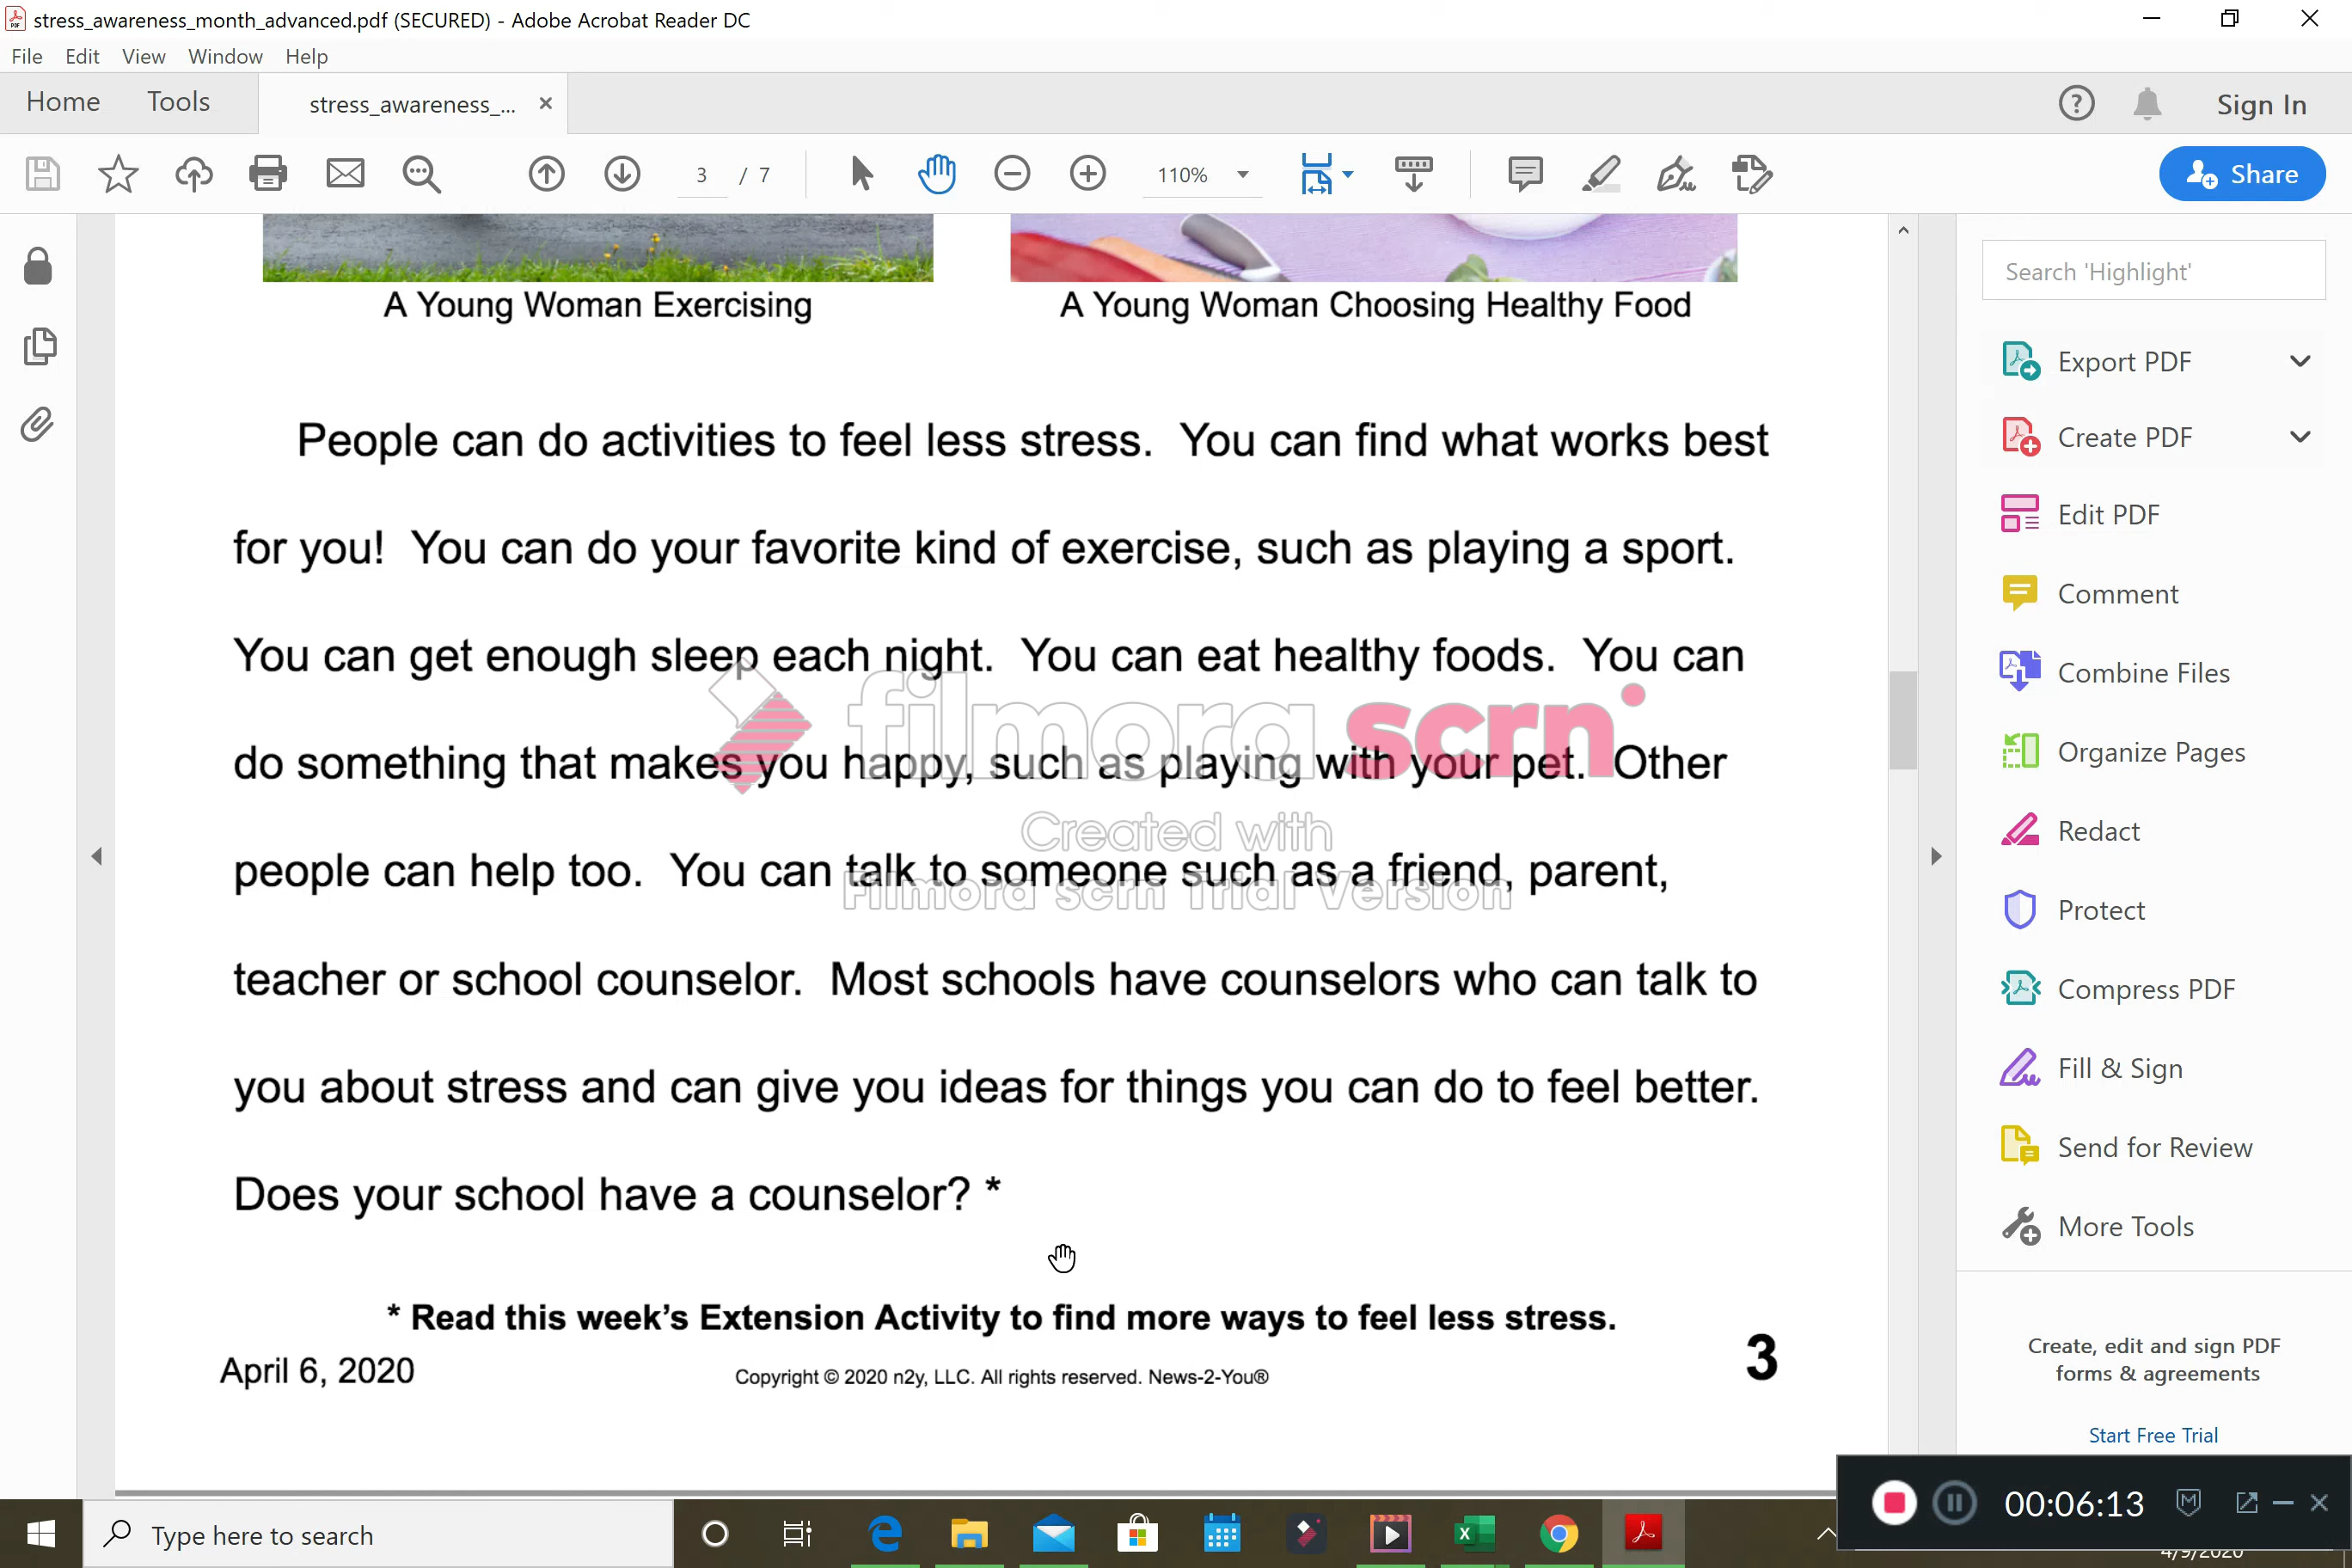 stress_awareness_month_advanced.pdf (SECURED) - Adobe Acrobat Reader DC
File Edit View Window Help
Home Tools stress_awareness_... Sign In
3 / 7 110% Share
A Young Woman Exercising A Young Woman Choosing Healthy Food
People can do activities to feel less stress. You can find what works best
for you! You can do your favorite kind of exercise, such as playing a sport.
You can get enough sleep each night. You can eat healthy foods. You can
do something that makes you happy, such as playing with your pet. Other
people can help too. You can talk to someone such as a friend, parent,
teacher or school counselor. Most schools have counselors who can talk to
you about stress and can give you ideas for things you can do to feel better.
Does your school have a counselor? *
* Read this week's Extension Activity to find more ways to feel less stress.
April 6, 2020 Copyright © 2020 n2y, LLC. All rights reserved. News-2-You® 3
filmora scrn
Created with
Filmora scrn Trial Version
Search 'Highlight'
Export PDF
Create PDF
Edit PDF
Comment
Combine Files
Organize Pages
Redact
Protect
Compress PDF
Fill & Sign
Send for Review
More Tools
Create, edit and sign PDF
forms & agreements
Start Free Trial
00:06:13
Type here to search
4/9/2020